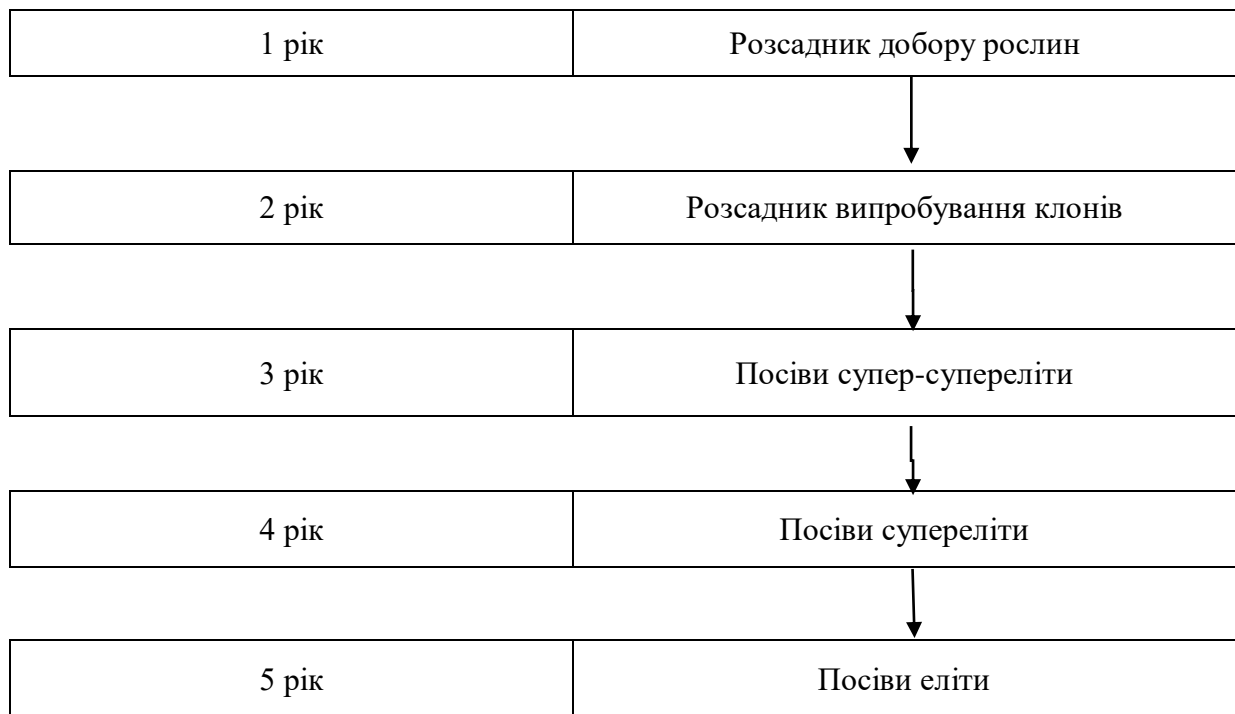 1 рік Розсадник добору рослин
2 рік Розсадник випробування клонів
3 рік Посіви супер-супереліти
4 рік Посіви супереліти
5 рік Посіви еліти